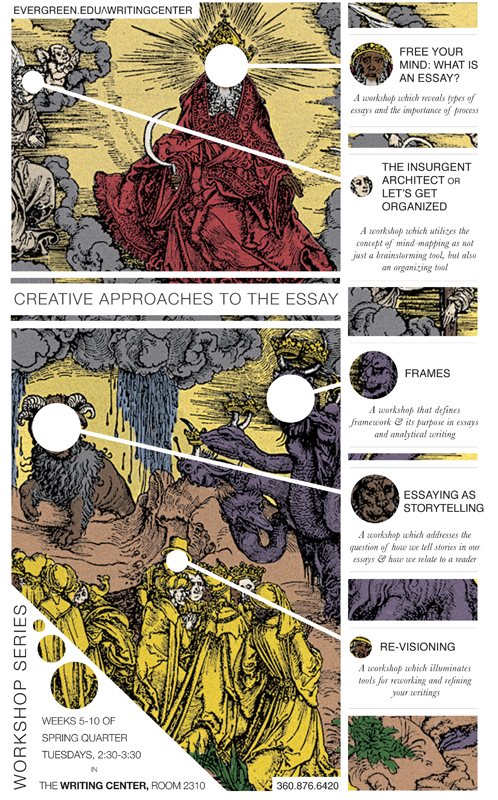 EVERGREEN.EDU/WRITINGCENTER
FREE YOUR
MIND: WHAT IS
AN ESSAY?
A workshop which reveals types of
essays and the importance of process
THE INSURGENT
ARCHITECT OR
LET'S GET
ORGANIZED
A workshop which utilizes the
concept of mind-mapping as not
just a brainstorming tool, but also
an organizing tool
CREATIVE APPROACHES TO THE ESSAY
FRAMES
A workshop that defines
framework & its purpose in essays
and analytical writing
ESSAYING AS
STORYTELLING
A workshop which addresses the
question of how we tell stories in our
essays & how we relate to a reader
RE-VISIONING
A workshop which illuminates
tools for reworking and refining
your writings
WORKSHOP SERIES
WEEKS 5-10 OF
SPRING QUARTER
TUESDAYS, 2:30-3:30
IN
THE WRITING CENTER, ROOM 2310
360.876.6420